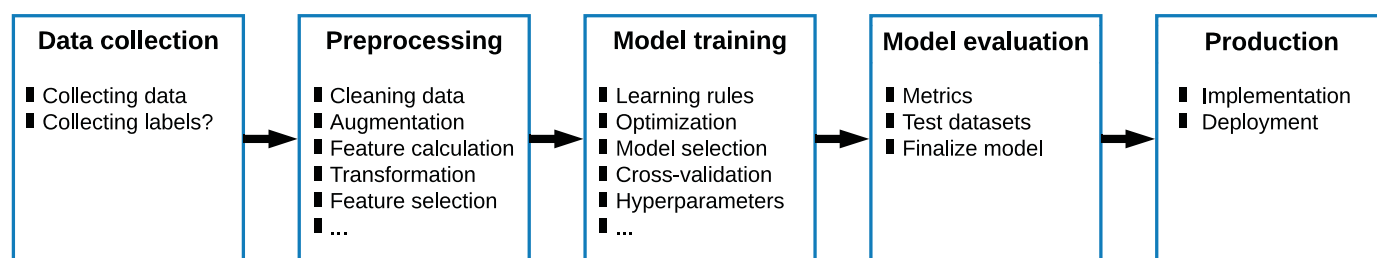 Data collection
Collecting data
Collecting labels?
Preprocessing
Cleaning data
Augmentation
Feature calculation
Transformation
Feature selection
...
Model training
Learning rules
Optimization
Model selection
Cross-validation
Hyperparameters
...
Model evaluation
Metrics
Test datasets
Finalize model
Production
Implementation
Deployment